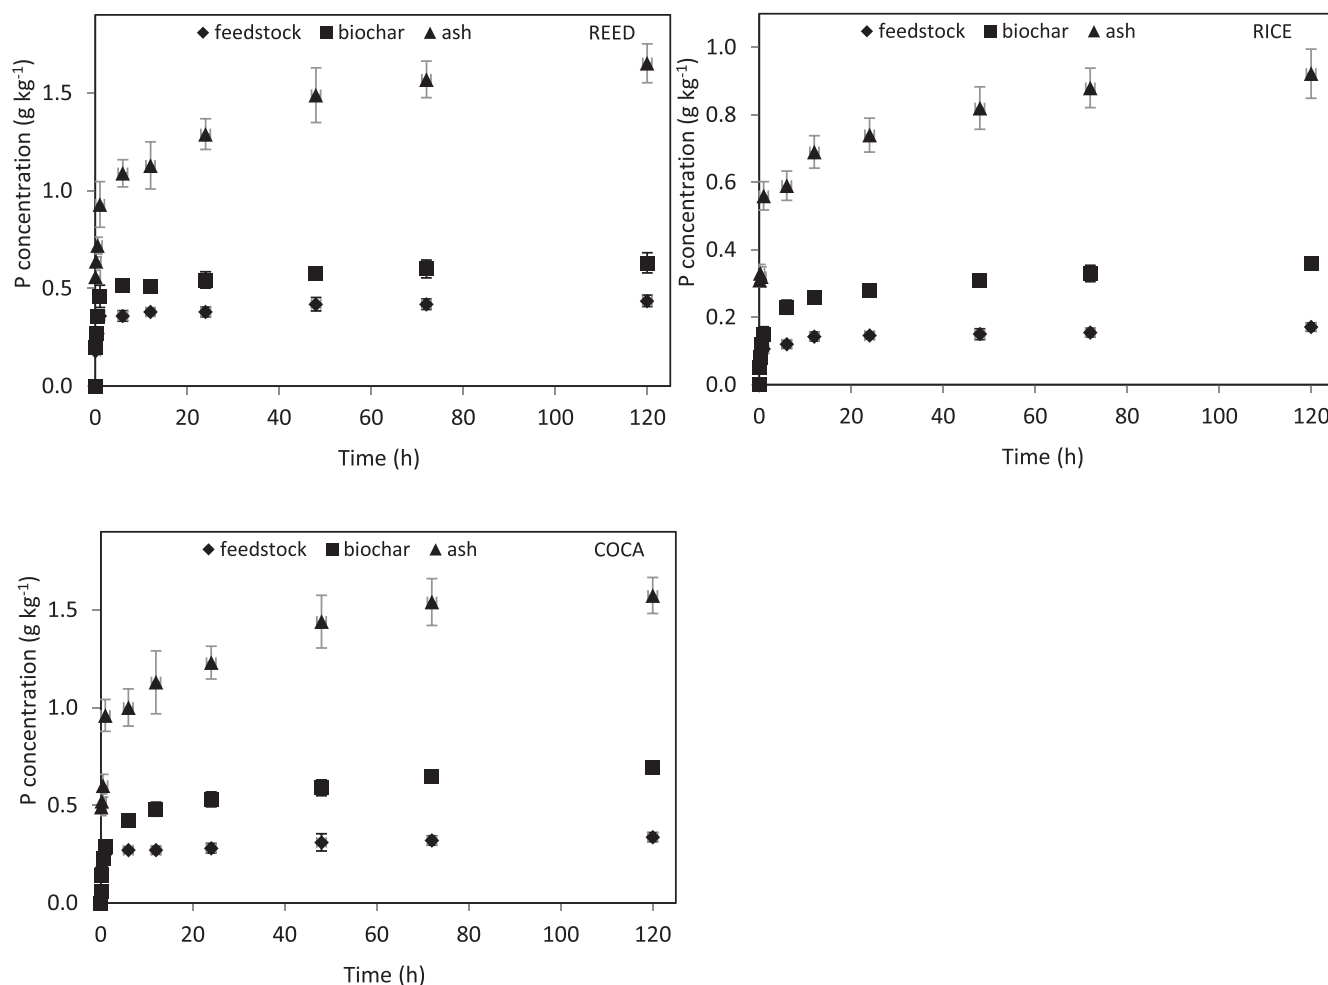 feedstock biochar ash REED
P concentration (g kg-1)
1.5
1.0
0.5
0.0
0 20 40 60 80 100 120
Time (h)
feedstock biochar ash RICE
P concentration (g kg-1)
1.0
0.8
0.6
0.4
0.2
0.0
0 20 40 60 80 100 120
Time (h)
feedstock biochar ash COCA
P concentration (g kg-1)
1.5
1.0
0.5
0.0
0 20 40 60 80 100 120
Time (h)